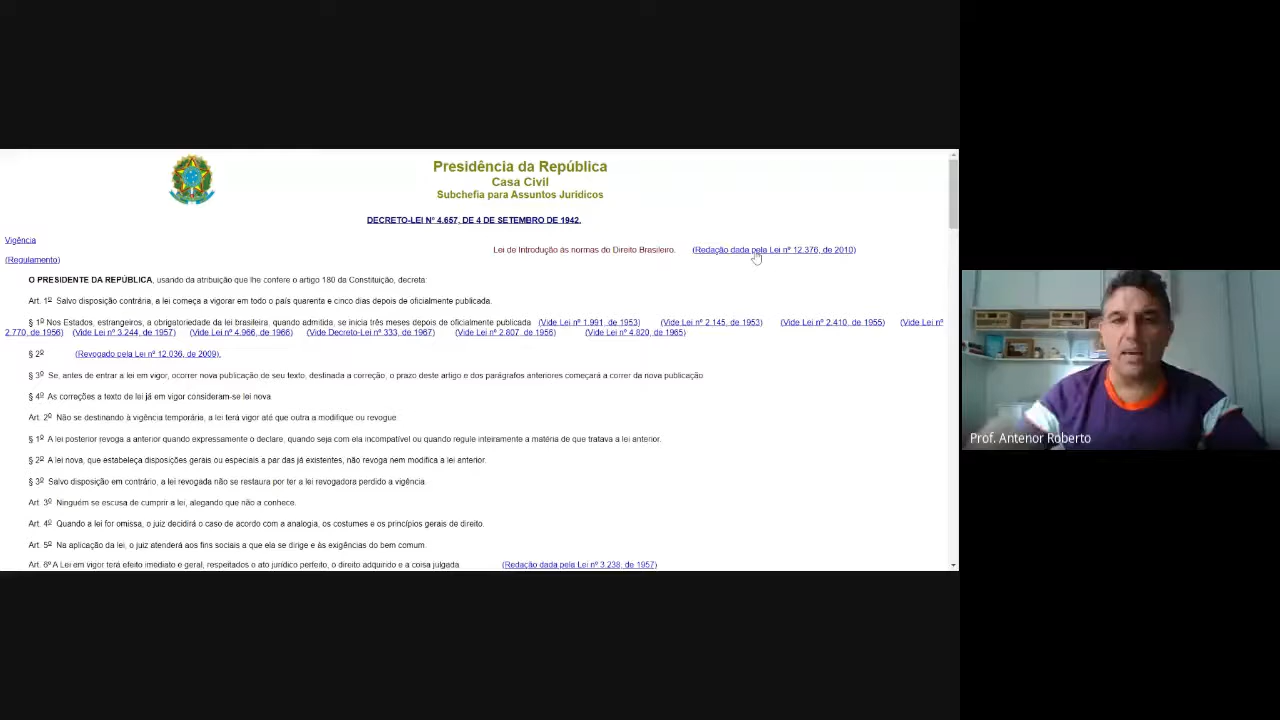 Presidência da República
Casa Civil
Subchefia para Assuntos Jurídicos
DECRETO-LEI Nº 4.657, DE 4 DE SETEMBRO DE 1942.
Vigência
Lei de Introdução às normas do Direito Brasileiro. (Redação dada pela Lei nº 12.376, de 2010)
(Regulamento)
O PRESIDENTE DA REPÚBLICA, usando da atribuição que lhe confere o artigo 180 da Constituição, decreta:
Art. 1º Salvo disposição contrária, a lei começa a vigorar em todo o país quarenta e cinco dias depois de oficialmente publicada.
§ 1º Nos Estados, estrangeiros, a obrigatoriedade da lei brasileira, quando admitida, se inicia três meses depois de oficialmente publicada (Vide Lei nº 1.991, de 1953) (Vide Lei nº 2.145, de 1953) (Vide Lei nº 2.410, de 1955) (Vide Lei nº
2.770, de 1956) (Vide Lei nº 3.244, de 1957) (Vide Lei nº 4.966, de 1966) (Vide Decreto-Lei nº 333, de 1967) (Vide Lei nº 2.807, de 1956) (Vide Lei nº 4.820, de 1965)
§ 2º (Revogado pela Lei nº 12.036, de 2009).
§ 3º Se, antes de entrar a lei em vigor, ocorrer nova publicação de seu texto, destinada a correção, o prazo deste artigo e dos parágrafos anteriores começará a correr da nova publicação
§ 4º As correções a texto de lei já em vigor consideram-se lei nova
Art. 2º Não se destinando à vigência temporária, a lei terá vigor até que outra a modifique ou revogue
§ 1º A lei posterior revoga a anterior quando expressamente o declare, quando seja com ela incompatível ou quando regule inteiramente a matéria de que tratava a lei anterior.
§ 2º A lei nova, que estabeleça disposições gerais ou especiais a par das já existentes, não revoga nem modifica a lei anterior.
§ 3º Salvo disposição em contrário, a lei revogada não se restaura por ter a lei revogadora perdido a vigência
Art. 3º Ninguém se escusa de cumprir a lei, alegando que não a conhece.
Art. 4º Quando a lei for omissa, o juiz decidirá o caso de acordo com a analogia, os costumes e os princípios gerais de direito.
Art. 5º Na aplicação da lei, o juiz atenderá aos fins sociais a que ela se dirige e às exigências do bem comum.
Art. 6º A Lei em vigor terá efeito imediato e geral, respeitados o ato jurídico perfeito, o direito adquirido e a coisa julgada (Redação dada pela Lei nº 3.238, de 1957)
Prof. Antenor Roberto